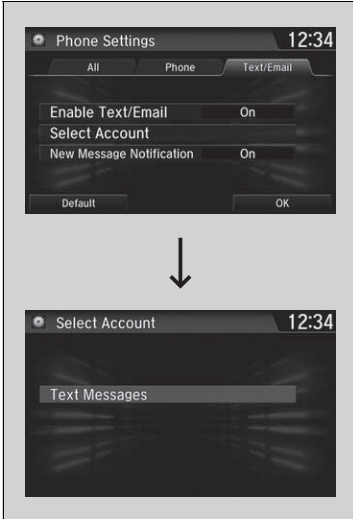 Phone Settings 12:34
All Phone Text/Email
Enable Text/Email On
Select Account
New Message Notification On
Default OK
Select Account 12:34
Text Messages